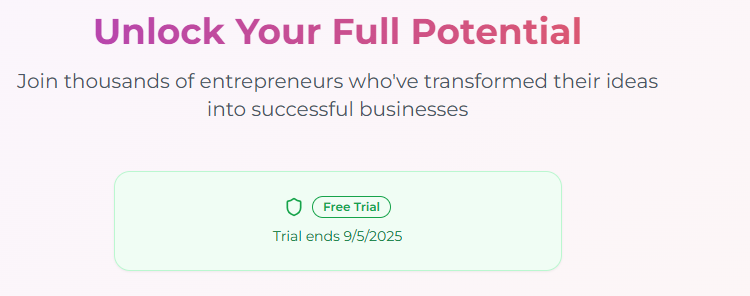 Unlock Your Full Potential
Join thousands of entrepreneurs who've transformed their ideas
into successful businesses
Free Trial
Trial ends 9/5/2025